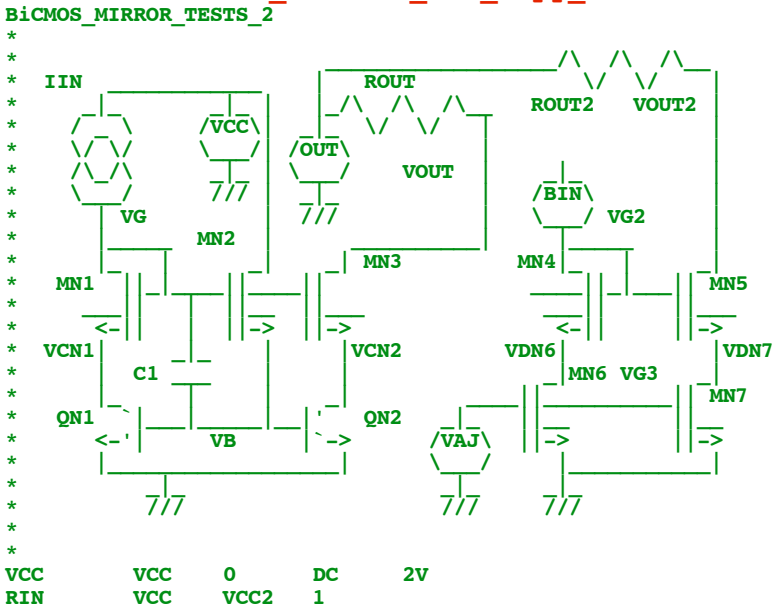 BiCMOS_MIRROR_TESTS_2
*
*
* IIN ROUT
* ROUT2 VOUT2
* VCC
* OUT
* VOUT
* BIN
* VG VG2
* MN2
* MN3 MN4
* MN1 MN5
*
* <-|| ||-> ||-> <-|| ||->
* VCN1 VCN2 VDN6 VDN7
* C1 MN6 VG3
* MN7
* QN1 QN2
* <-'| VB |`-> VAJ ||-> ||->
*
*
* /// /// ///
*
*
VCC VCC 0 DC 2V
RIN VCC VCC2 1